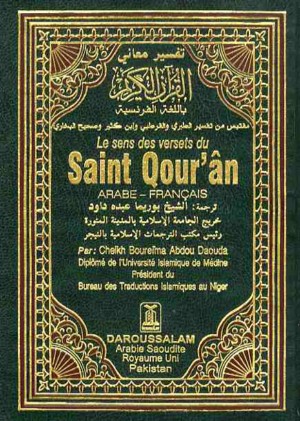 تفسير معاني
القرآن الكريم
باللغة الفرنسية
مقتبس من تفسير الطبري والقرطبي وابن كثير وصحيح البخاري
Le sens des versets du
Saint Qour'ân
ARABE - FRANÇAIS
ترجمة: الشيخ بوريما عبده داود
خريج الجامعة الإسلامية بالمدينة المنورة
ورئيس مكتب الترجمات الإسلامية بالنيجر
Par: Cheikh Boureïma Abdou Daouda
Diplômé de l'Université Islamique de Médine
Président du
Bureau des Traductions Islamiques au Niger
DAROUSSALAM
Arabie Saoudite
Royaume Uni
Pakistan